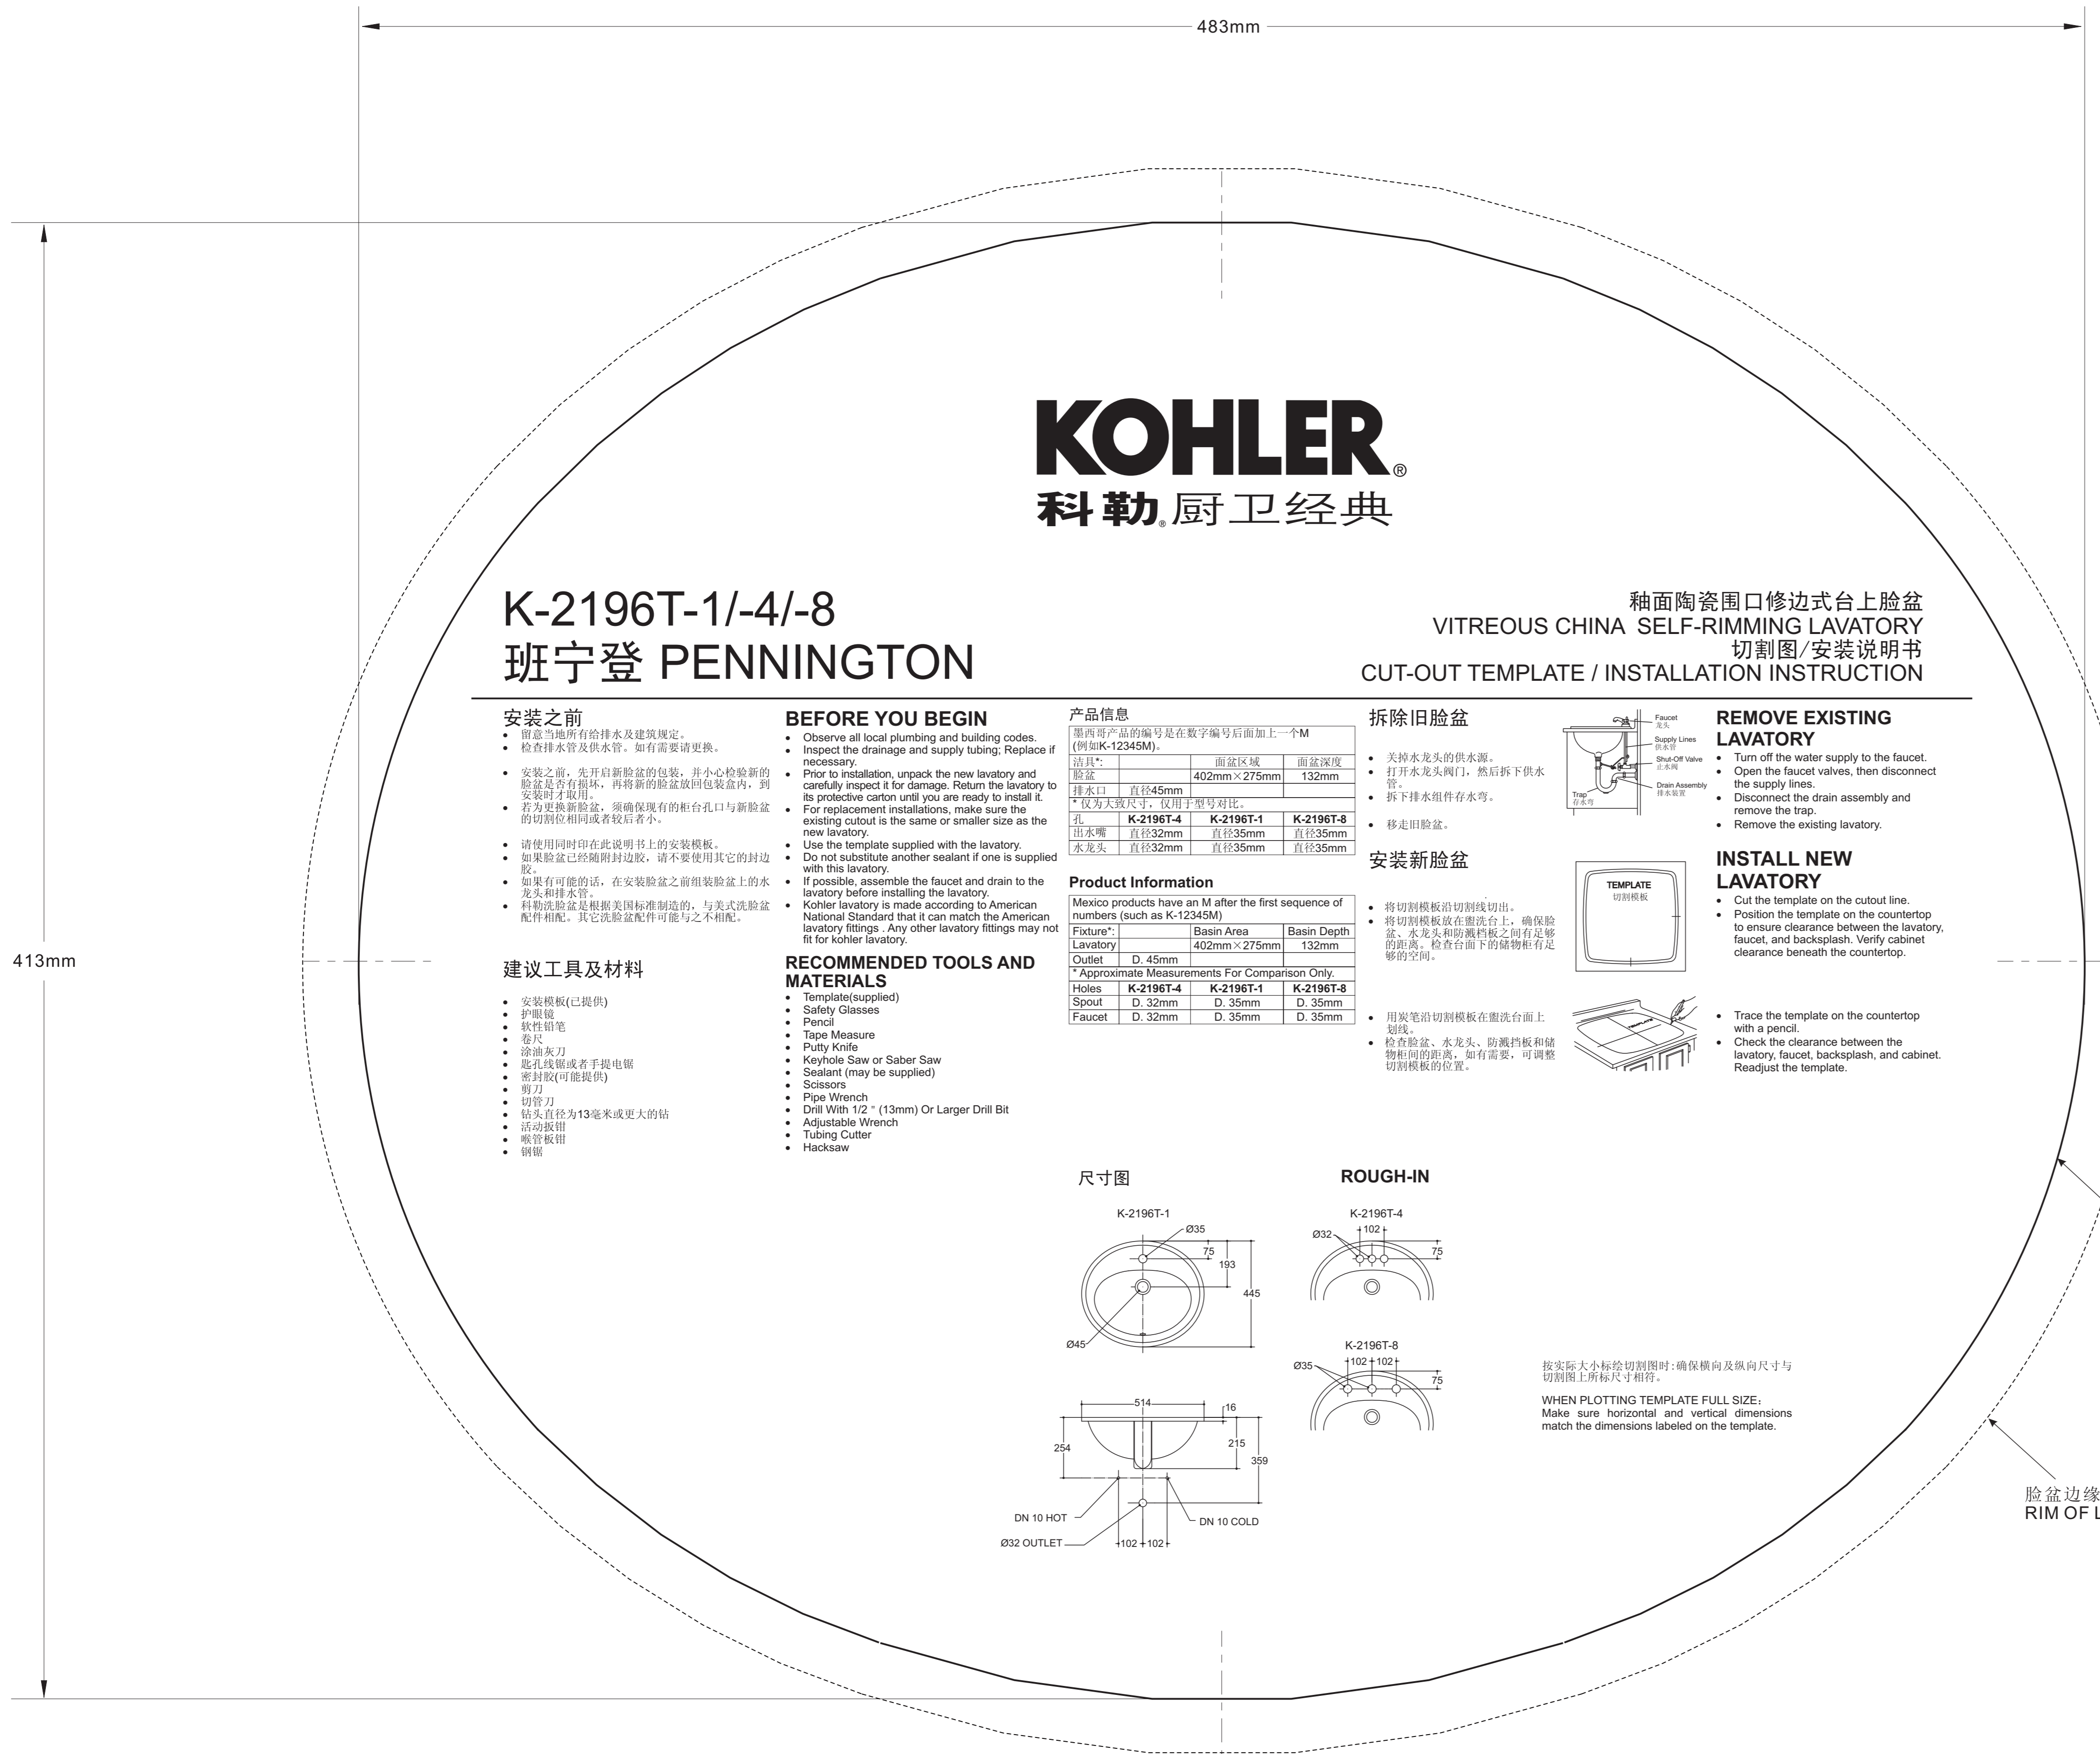 483mm
413mm
KOHLER®
科勒®厨卫经典
K-2196T-1/-4/-8
班宁登 PENNINGTON
釉面陶瓷围口修边式台上脸盆
VITREOUS CHINA SELF-RIMMING LAVATORY
切割图/安装说明书
CUT-OUT TEMPLATE / INSTALLATION INSTRUCTION
安装之前
• 留意当地所有给排水及建筑规定。
• 检查排水管及供水管。如有需要请更换。
• 安装之前，先开启新脸盆的包装，并小心检验新的
脸盆是否有损坏，再将新的脸盆放回包装盒内，到
安装时才取用。
• 若为更换新脸盆，须确保现有的柜台孔口与新脸盆
的切割位相同或者较后者小。
• 请使用同时印在此说明书上的安装模板。
• 如果脸盆已经随附封边胶，请不要使用其它的封边
胶。
• 如果有可能的话，在安装脸盆之前组装脸盆上的水
龙头和排水管。
• 科勒洗脸盆是根据美国标准制造的，与美式洗脸盆
配件相配。其它洗脸盆配件可能与之不相配。
建议工具及材料
• 安装模板(已提供)
• 护眼镜
• 软性铅笔
• 卷尺
• 涂油灰刀
• 匙孔线锯或者手提电锯
• 密封胶(可能提供)
• 剪刀
• 切管刀
• 钻头直径为13毫米或更大的钻
• 活动扳钳
• 喉管板钳
• 钢锯
BEFORE YOU BEGIN
• Observe all local plumbing and building codes.
• Inspect the drainage and supply tubing; Replace if
necessary.
• Prior to installation, unpack the new lavatory and
carefully inspect it for damage. Return the lavatory to
its protective carton until you are ready to install it.
• For replacement installations, make sure the
existing cutout is the same or smaller size as the
new lavatory.
• Use the template supplied with the lavatory.
• Do not substitute another sealant if one is supplied
with this lavatory.
• If possible, assemble the faucet and drain to the
lavatory before installing the lavatory.
• Kohler lavatory is made according to American
National Standard that it can match the American
lavatory fittings . Any other lavatory fittings may not
fit for kohler lavatory.
RECOMMENDED TOOLS AND
MATERIALS
• Template(supplied)
• Safety Glasses
• Pencil
• Tape Measure
• Putty Knife
• Keyhole Saw or Saber Saw
• Sealant (may be supplied)
• Scissors
• Pipe Wrench
• Drill With 1/2 " (13mm) Or Larger Drill Bit
• Adjustable Wrench
• Tubing Cutter
• Hacksaw
产品信息
墨西哥产品的编号是在数字编号后面加上一个M
(例如K-12345M)。
洁具*: 面盆区域 面盆深度
脸盆 402mm×275mm 132mm
排水口 直径45mm
* 仅为大致尺寸，仅用于型号对比。
孔 K-2196T-4 K-2196T-1 K-2196T-8
出水嘴 直径32mm 直径35mm 直径35mm
水龙头 直径32mm 直径35mm 直径35mm
Product Information
Mexico products have an M after the first sequence of
numbers (such as K-12345M)
Fixture*: Basin Area Basin Depth
Lavatory 402mm×275mm 132mm
Outlet D. 45mm
* Approximate Measurements For Comparison Only.
Holes K-2196T-4 K-2196T-1 K-2196T-8
Spout D. 32mm D. 35mm D. 35mm
Faucet D. 32mm D. 35mm D. 35mm
拆除旧脸盆
• 关掉水龙头的供水源。
• 打开水龙头阀门，然后拆下供水
管。
• 拆下排水组件存水弯。
• 移走旧脸盆。
安装新脸盆
• 将切割模板沿切割线切出。
• 将切割模板放在盥洗台上，确保脸
盆、水龙头和防溅档板之间有足够
的距离。检查台面下的储物柜有足
够的空间。
• 用炭笔沿切割模板在盥洗台面上
划线。
• 检查脸盆、水龙头、防溅挡板和储
物柜间的距离，如有需要，可调整
切割模板的位置。
Faucet
龙头
Supply Lines
供水管
Shut-Off Valve
止水阀
Drain Assembly
排水装置
Trap
存水弯
TEMPLATE
切割模板
TEMPLATE
REMOVE EXISTING
LAVATORY
• Turn off the water supply to the faucet.
• Open the faucet valves, then disconnect
the supply lines.
• Disconnect the drain assembly and
remove the trap.
• Remove the existing lavatory.
INSTALL NEW
LAVATORY
• Cut the template on the cutout line.
• Position the template on the countertop
to ensure clearance between the lavatory,
faucet, and backsplash. Verify cabinet
clearance beneath the countertop.
• Trace the template on the countertop
with a pencil.
• Check the clearance between the
lavatory, faucet, backsplash, and cabinet.
Readjust the template.
尺寸图
ROUGH-IN
K-2196T-1
Ø35
75
193
445
Ø45
514
16
254
215
359
DN 10 HOT
DN 10 COLD
Ø32 OUTLET
102 102
K-2196T-4
102
Ø32
75
K-2196T-8
102 102
Ø35
75
按实际大小标绘切割图时:确保横向及纵向尺寸与
切割图上所标尺寸相符。
WHEN PLOTTING TEMPLATE FULL SIZE:
Make sure horizontal and vertical dimensions
match the dimensions labeled on the template.
脸盆边缘
RIM OF L